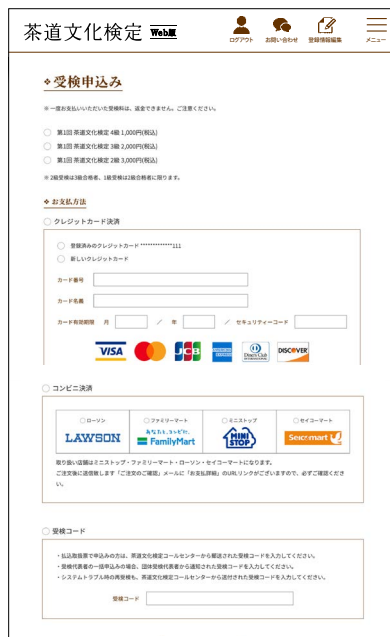 茶道文化検定 Web版
ログアウト お問い合わせ 登録情報編集 メニュー
受検申込み
※ 一度お支払いいただいた受検料は、返金できません。ご注意ください。
第1回 茶道文化検定 4級 1,000円(税込)
第1回 茶道文化検定 3級 2,000円(税込)
第1回 茶道文化検定 2級 3,000円(税込)
※ 2級受検は3級合格者、1級受検は2級合格者に限ります。
お支払方法
クレジットカード決済
登録済みのクレジットカード *************111
新しいクレジットカード
カード番号
カード名義
カード有効期限 月 / 年 / セキュリティーコード
VISA MasterCard JCB AMERICAN EXPRESS Diners Club INTERNATIONAL DISCOVER
コンビニ決済
ローソン ファミリーマート ミニストップ セイコーマート
LAWSON あなたと、コンビに、 FamilyMart MINI STOP Seicomart
取り扱い店舗はミニストップ・ファミリーマート・ローソン・セイコーマートになります。
ご注文後に送信致します「ご注文のご確認」メールに「お支払詳細」のURLリンクがございますので、必ずご確認くださ
い。
受検コード
・払込取扱票で申込みの方は、茶道文化検定コールセンターから郵送された受検コードを入力してください。
・受検代表者の一括申込みの場合、団体受検代表者から通知された受検コードを入力してください。
・システムトラブル時の再受検も、茶道文化検定コールセンターから送付された受検コードを入力してください。
受検コード